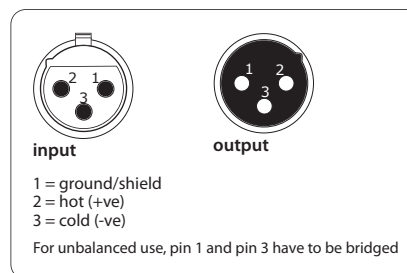 2 1
3
1 2
3
input
output
1 = ground/shield
2 = hot (+ve)
3 = cold (-ve)
For unbalanced use, pin 1 and pin 3 have to be bridged